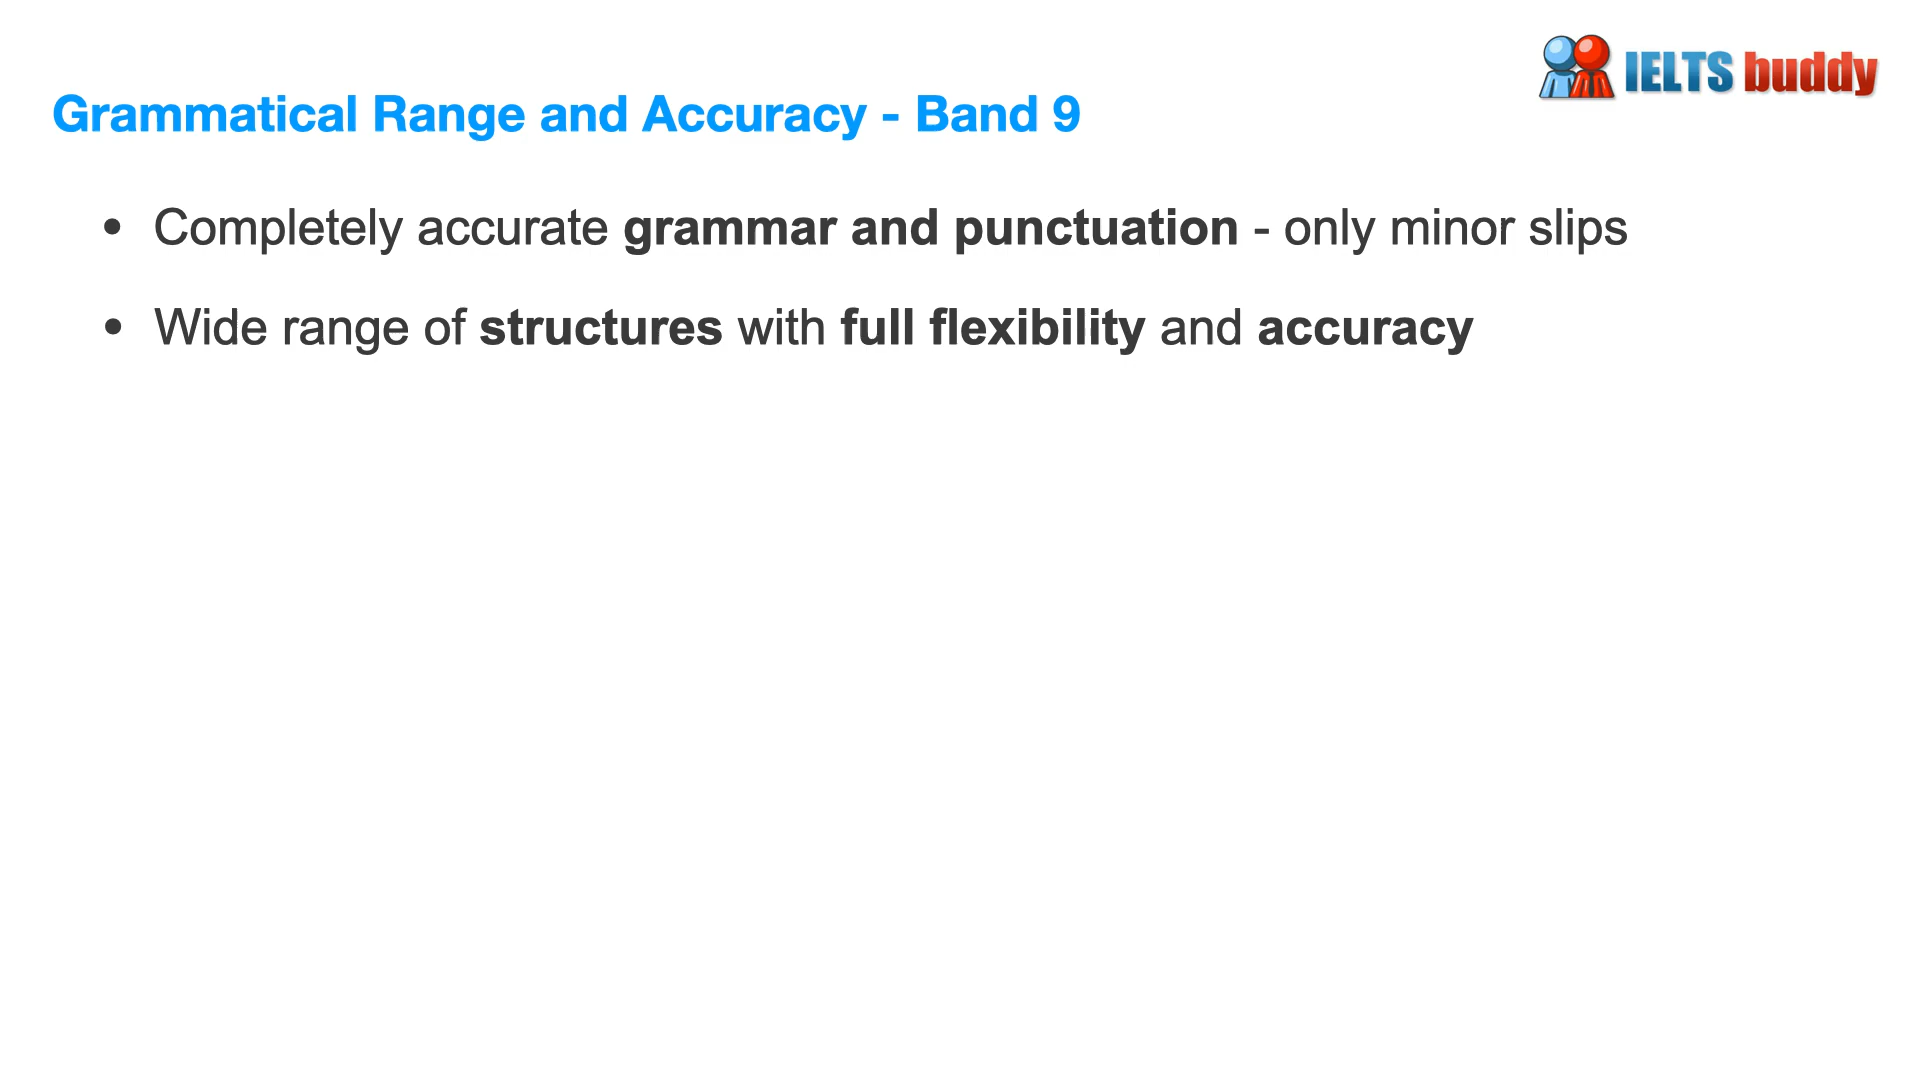 IELTS buddy
Grammatical Range and Accuracy - Band 9
• Completely accurate grammar and punctuation - only minor slips
• Wide range of structures with full flexibility and accuracy